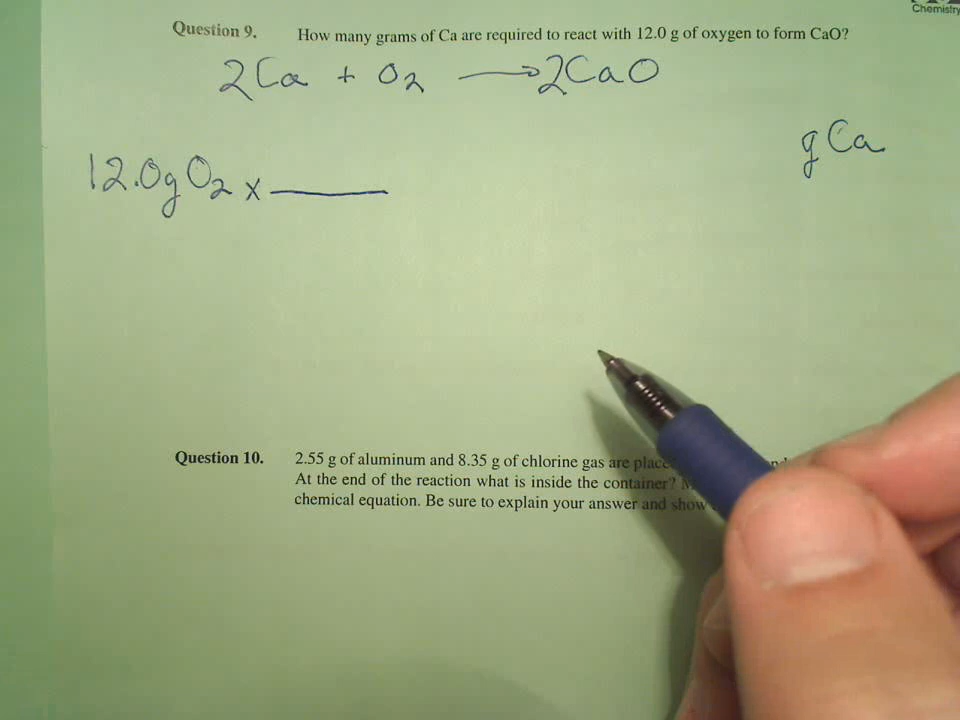 Chemistry
Question 9. How many grams of Ca are required to react with 12.0 g of oxygen to form CaO?
2Ca + O₂ ⟶ 2CaO
g Ca
12.0g O₂ x
Question 10. 2.55 g of aluminum and 8.35 g of chlorine gas are
At the end of the reaction what is inside the container?
chemical equation. Be sure to explain your answer and show